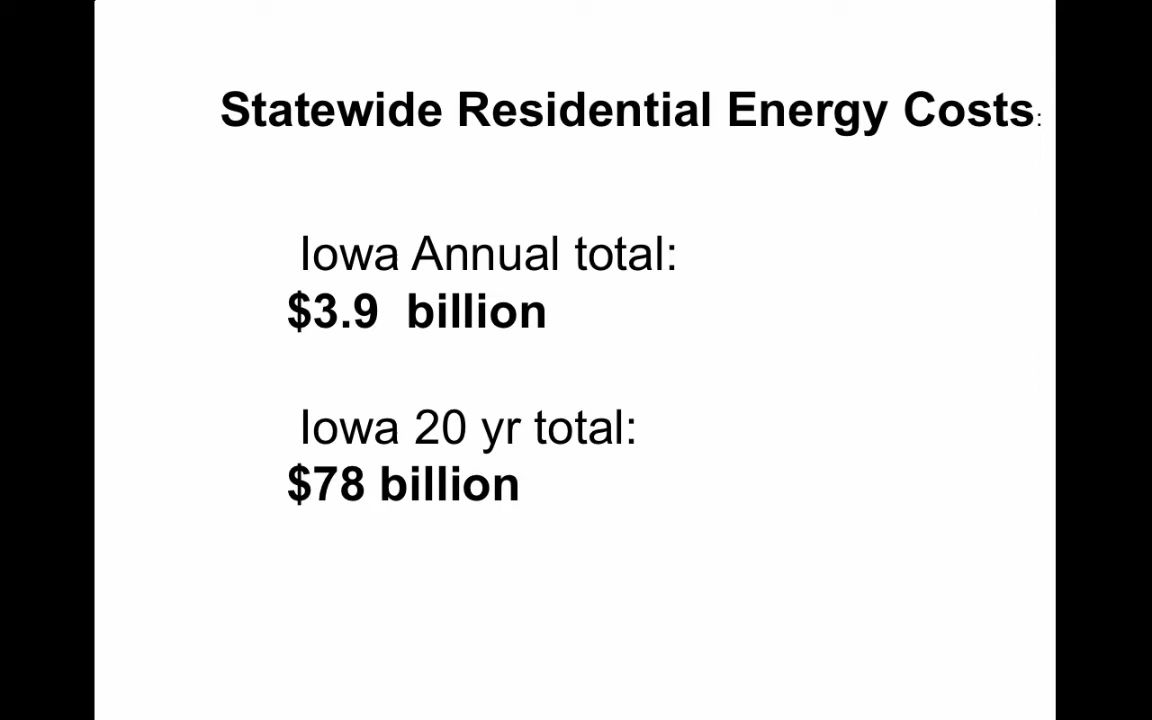 Statewide Residential Energy Costs:
Iowa Annual total:
$3.9 billion
Iowa 20 yr total:
$78 billion